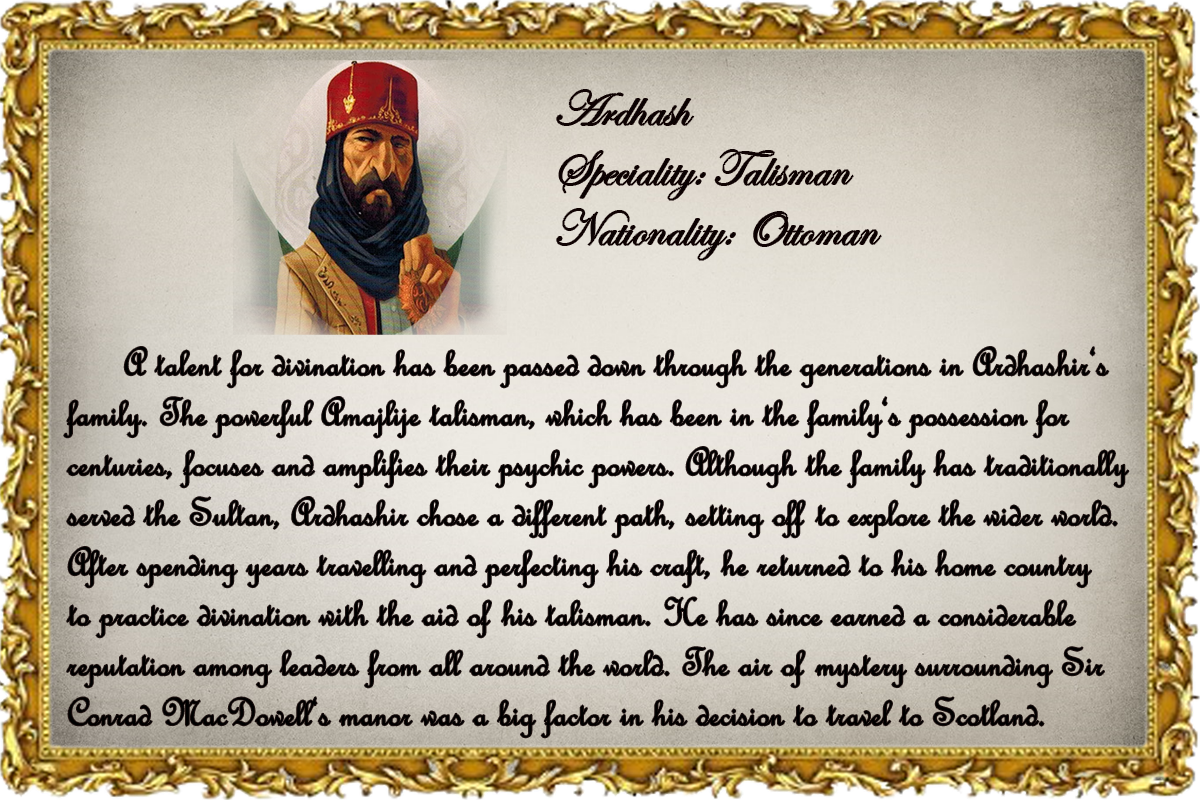 Ardhash
Speciality: Talisman
Nationality: Ottoman
A talent for divination has been passed down through the generations in Ardhashir's
family. The powerful Amajlije talisman, which has been in the family's possession for
centuries, focuses and amplifies their psychic powers. Although the family has traditionally
served the Sultan, Ardhashir chose a different path, setting off to explore the wider world.
After spending years travelling and perfecting his craft, he returned to his home country
to practice divination with the aid of his talisman. He has since earned a considerable
reputation among leaders from all around the world. The air of mystery surrounding Sir
Conrad MacDowell's manor was a big factor in his decision to travel to Scotland.